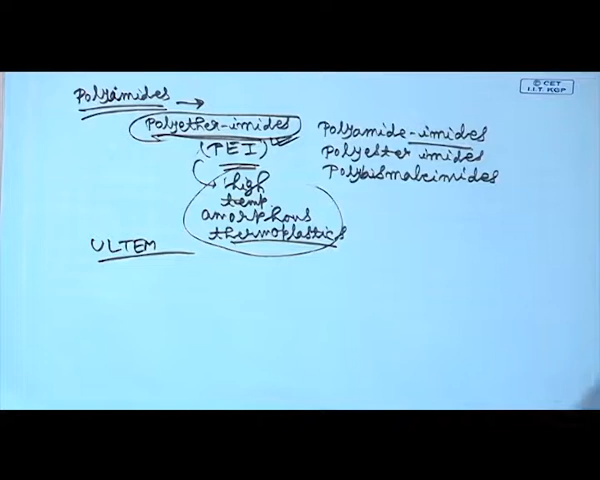 © CET
I.I.T. KGP
Polyimides →
Polyether-imides
(PEI)
high
temp
amorphous
thermoplastics
Polyamide-imides
Polyester imides
Polybismaleimides
ULTEM